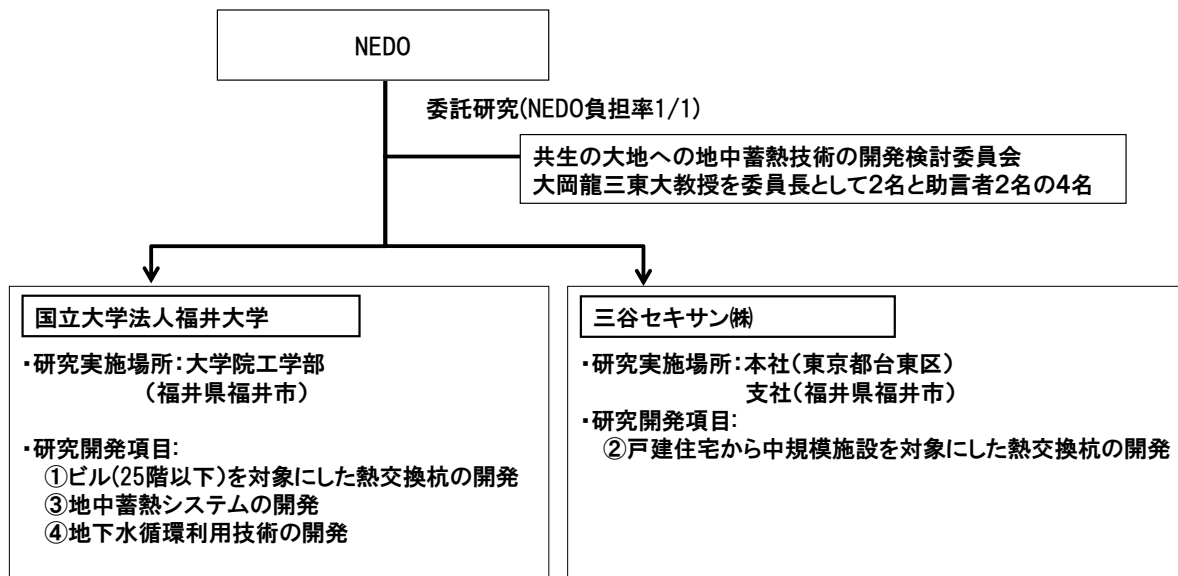 NEDO
委託研究(NEDO負担率1/1)
共生の大地への地中蓄熱技術の開発検討委員会
大岡龍三東大教授を委員長として2名と助言者2名の4名
国立大学法人福井大学
・研究実施場所：大学院工学部
（福井県福井市）
・研究開発項目：
①ビル(25階以下)を対象にした熱交換杭の開発
③地中蓄熱システムの開発
④地下水循環利用技術の開発
三谷セキサン㈱
・研究実施場所：本社（東京都台東区）
支社（福井県福井市）
・研究開発項目：
②戸建住宅から中規模施設を対象にした熱交換杭の開発